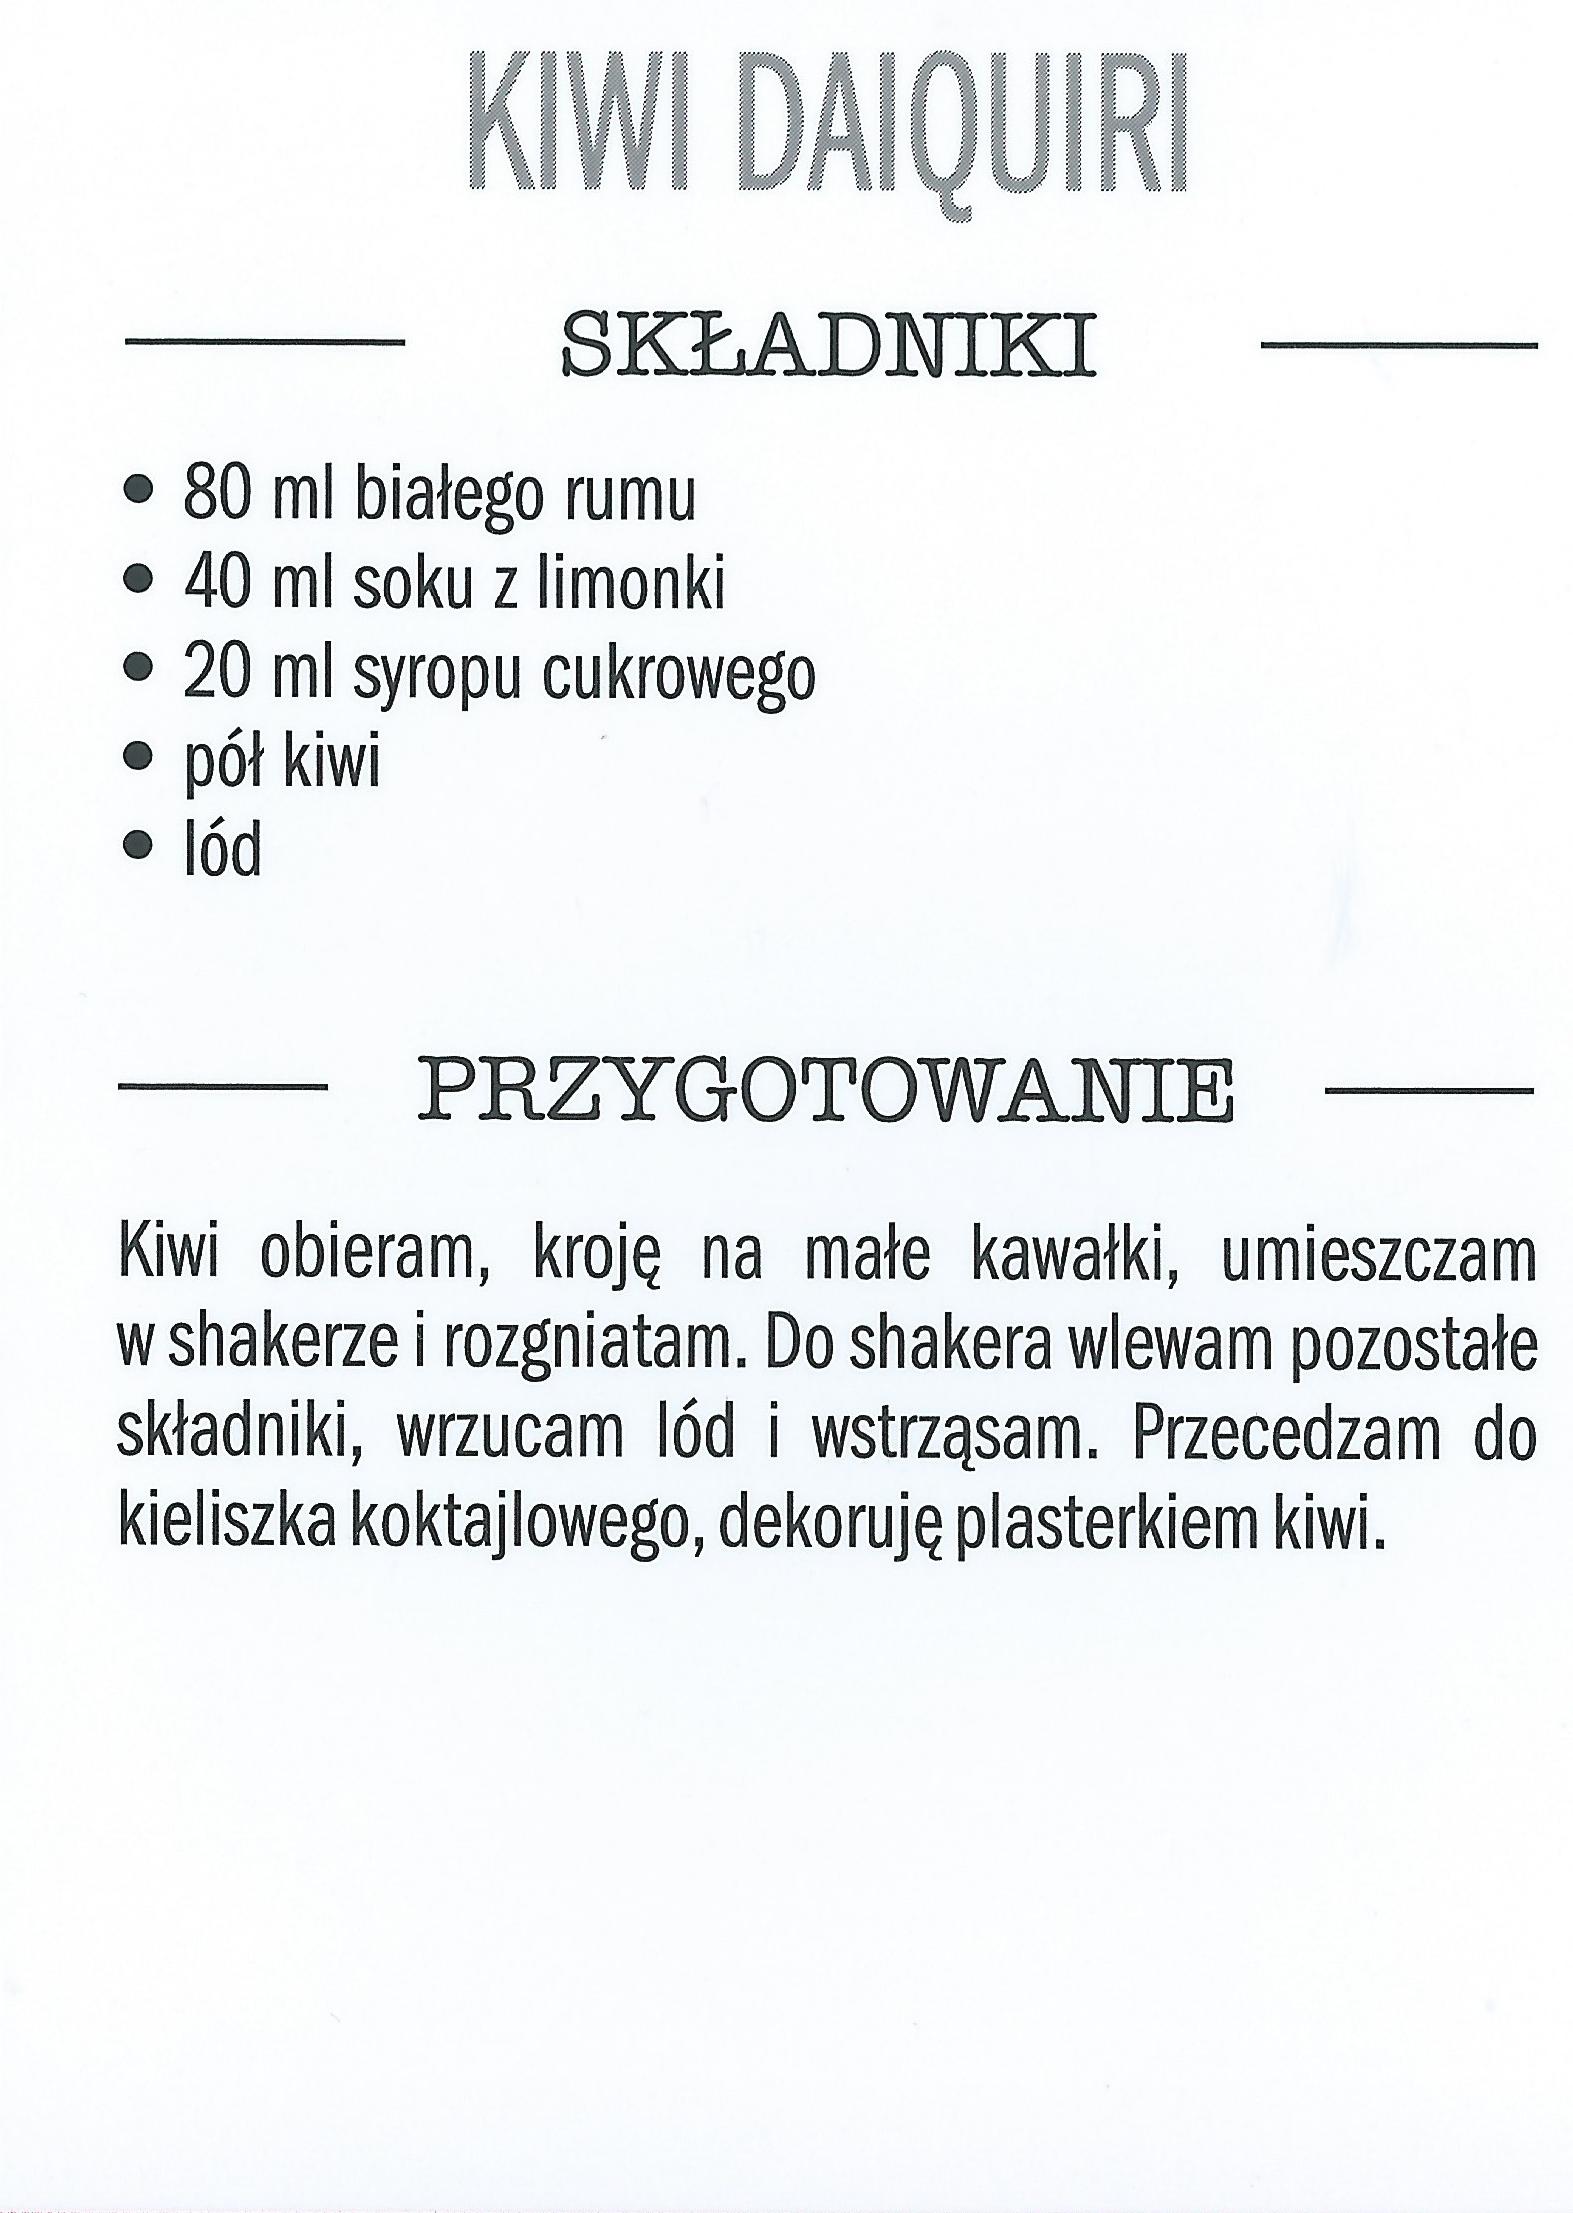 KIWI DAIQUIRI
SKŁADNIKI
• 80 ml białego rumu
• 40 ml soku z limonki
• 20 ml syropu cukrowego
• pół kiwi
• lód
PRZYGOTOWANIE
Kiwi obieram, kroję na małe kawałki, umieszczam
w shakerze i rozgniatam. Do shakera wlewam pozostałe
składniki, wrzucam lód i wstrząsam. Przecedzam do
kieliszka koktajlowego, dekoruję plasterkiem kiwi.